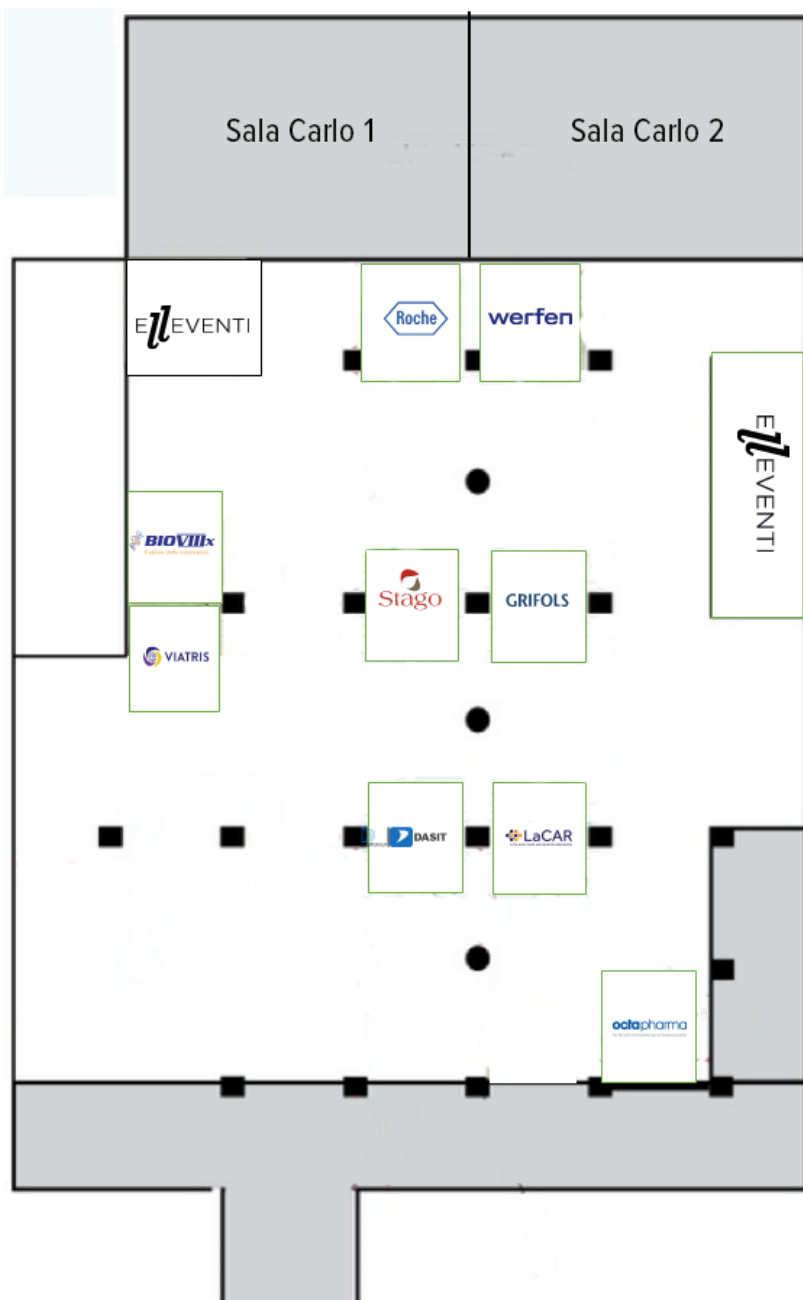 Sala Carlo 1
Sala Carlo 2
EllEVENTI
Roche
werfen
EllEVENTI
BIOVIIIx
Stago
GRIFOLS
VIATRIS
DASIT
LaCAR
octapharma